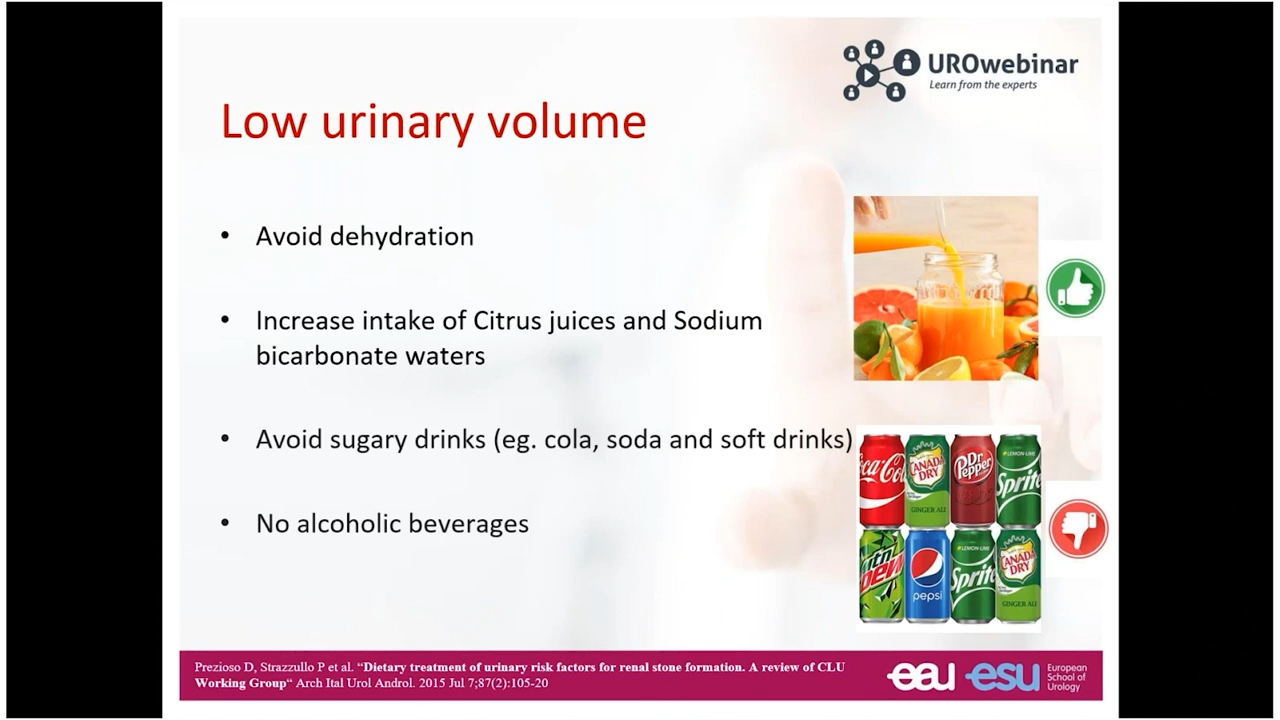 UROwebinar
Learn from the experts
Low urinary volume
• Avoid dehydration
• Increase intake of Citrus juices and Sodium
bicarbonate waters
• Avoid sugary drinks (eg. cola, soda and soft drinks)
• No alcoholic beverages
Coca-Col
CANADA
DRY
GINGER ALE
Dr
Pepper
LEMON-LIME
Sprite
mtn
DEW
pepsi
LEMON-LIME
Sprite
CANADA
DRY
GINGER ALE
Prezioso D, Strazzullo P et al. “Dietary treatment of urinary risk factors for renal stone formation. A review of CLU
Working Group“ Arch Ital Urol Androl. 2015 Jul 7;87(2):105-20
eau
esu
European
School of
Urology